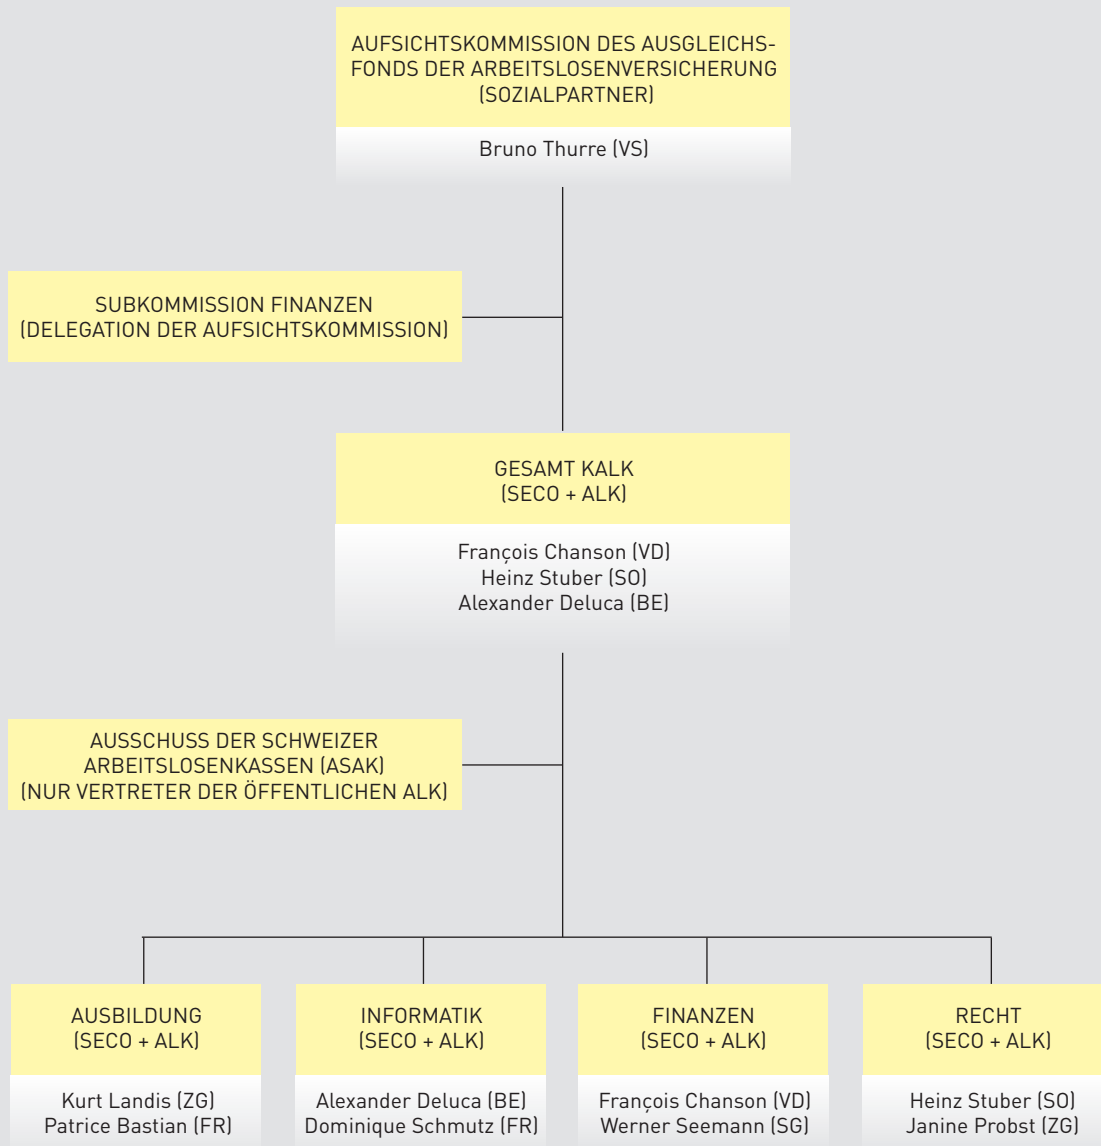 AUFSICHTSKOMMISSION DES AUSGLEICHS-
FONDS DER ARBEITSLOSENVERSICHERUNG
(SOZIALPARTNER)
Bruno Thurre (VS)
SUBKOMMISSION FINANZEN
(DELEGATION DER AUFSICHTSKOMMISSION)
GESAMT KALK
(SECO + ALK)
François Chanson (VD)
Heinz Stuber (SO)
Alexander Deluca (BE)
AUSSCHUSS DER SCHWEIZER
ARBEITSLOSENKASSEN (ASAK)
(NUR VERTRETER DER ÖFFENTLICHEN ALK)
AUSBILDUNG
(SECO + ALK)
Kurt Landis (ZG)
Patrice Bastian (FR)
INFORMATIK
(SECO + ALK)
Alexander Deluca (BE)
Dominique Schmutz (FR)
FINANZEN
(SECO + ALK)
François Chanson (VD)
Werner Seemann (SG)
RECHT
(SECO + ALK)
Heinz Stuber (SO)
Janine Probst (ZG)